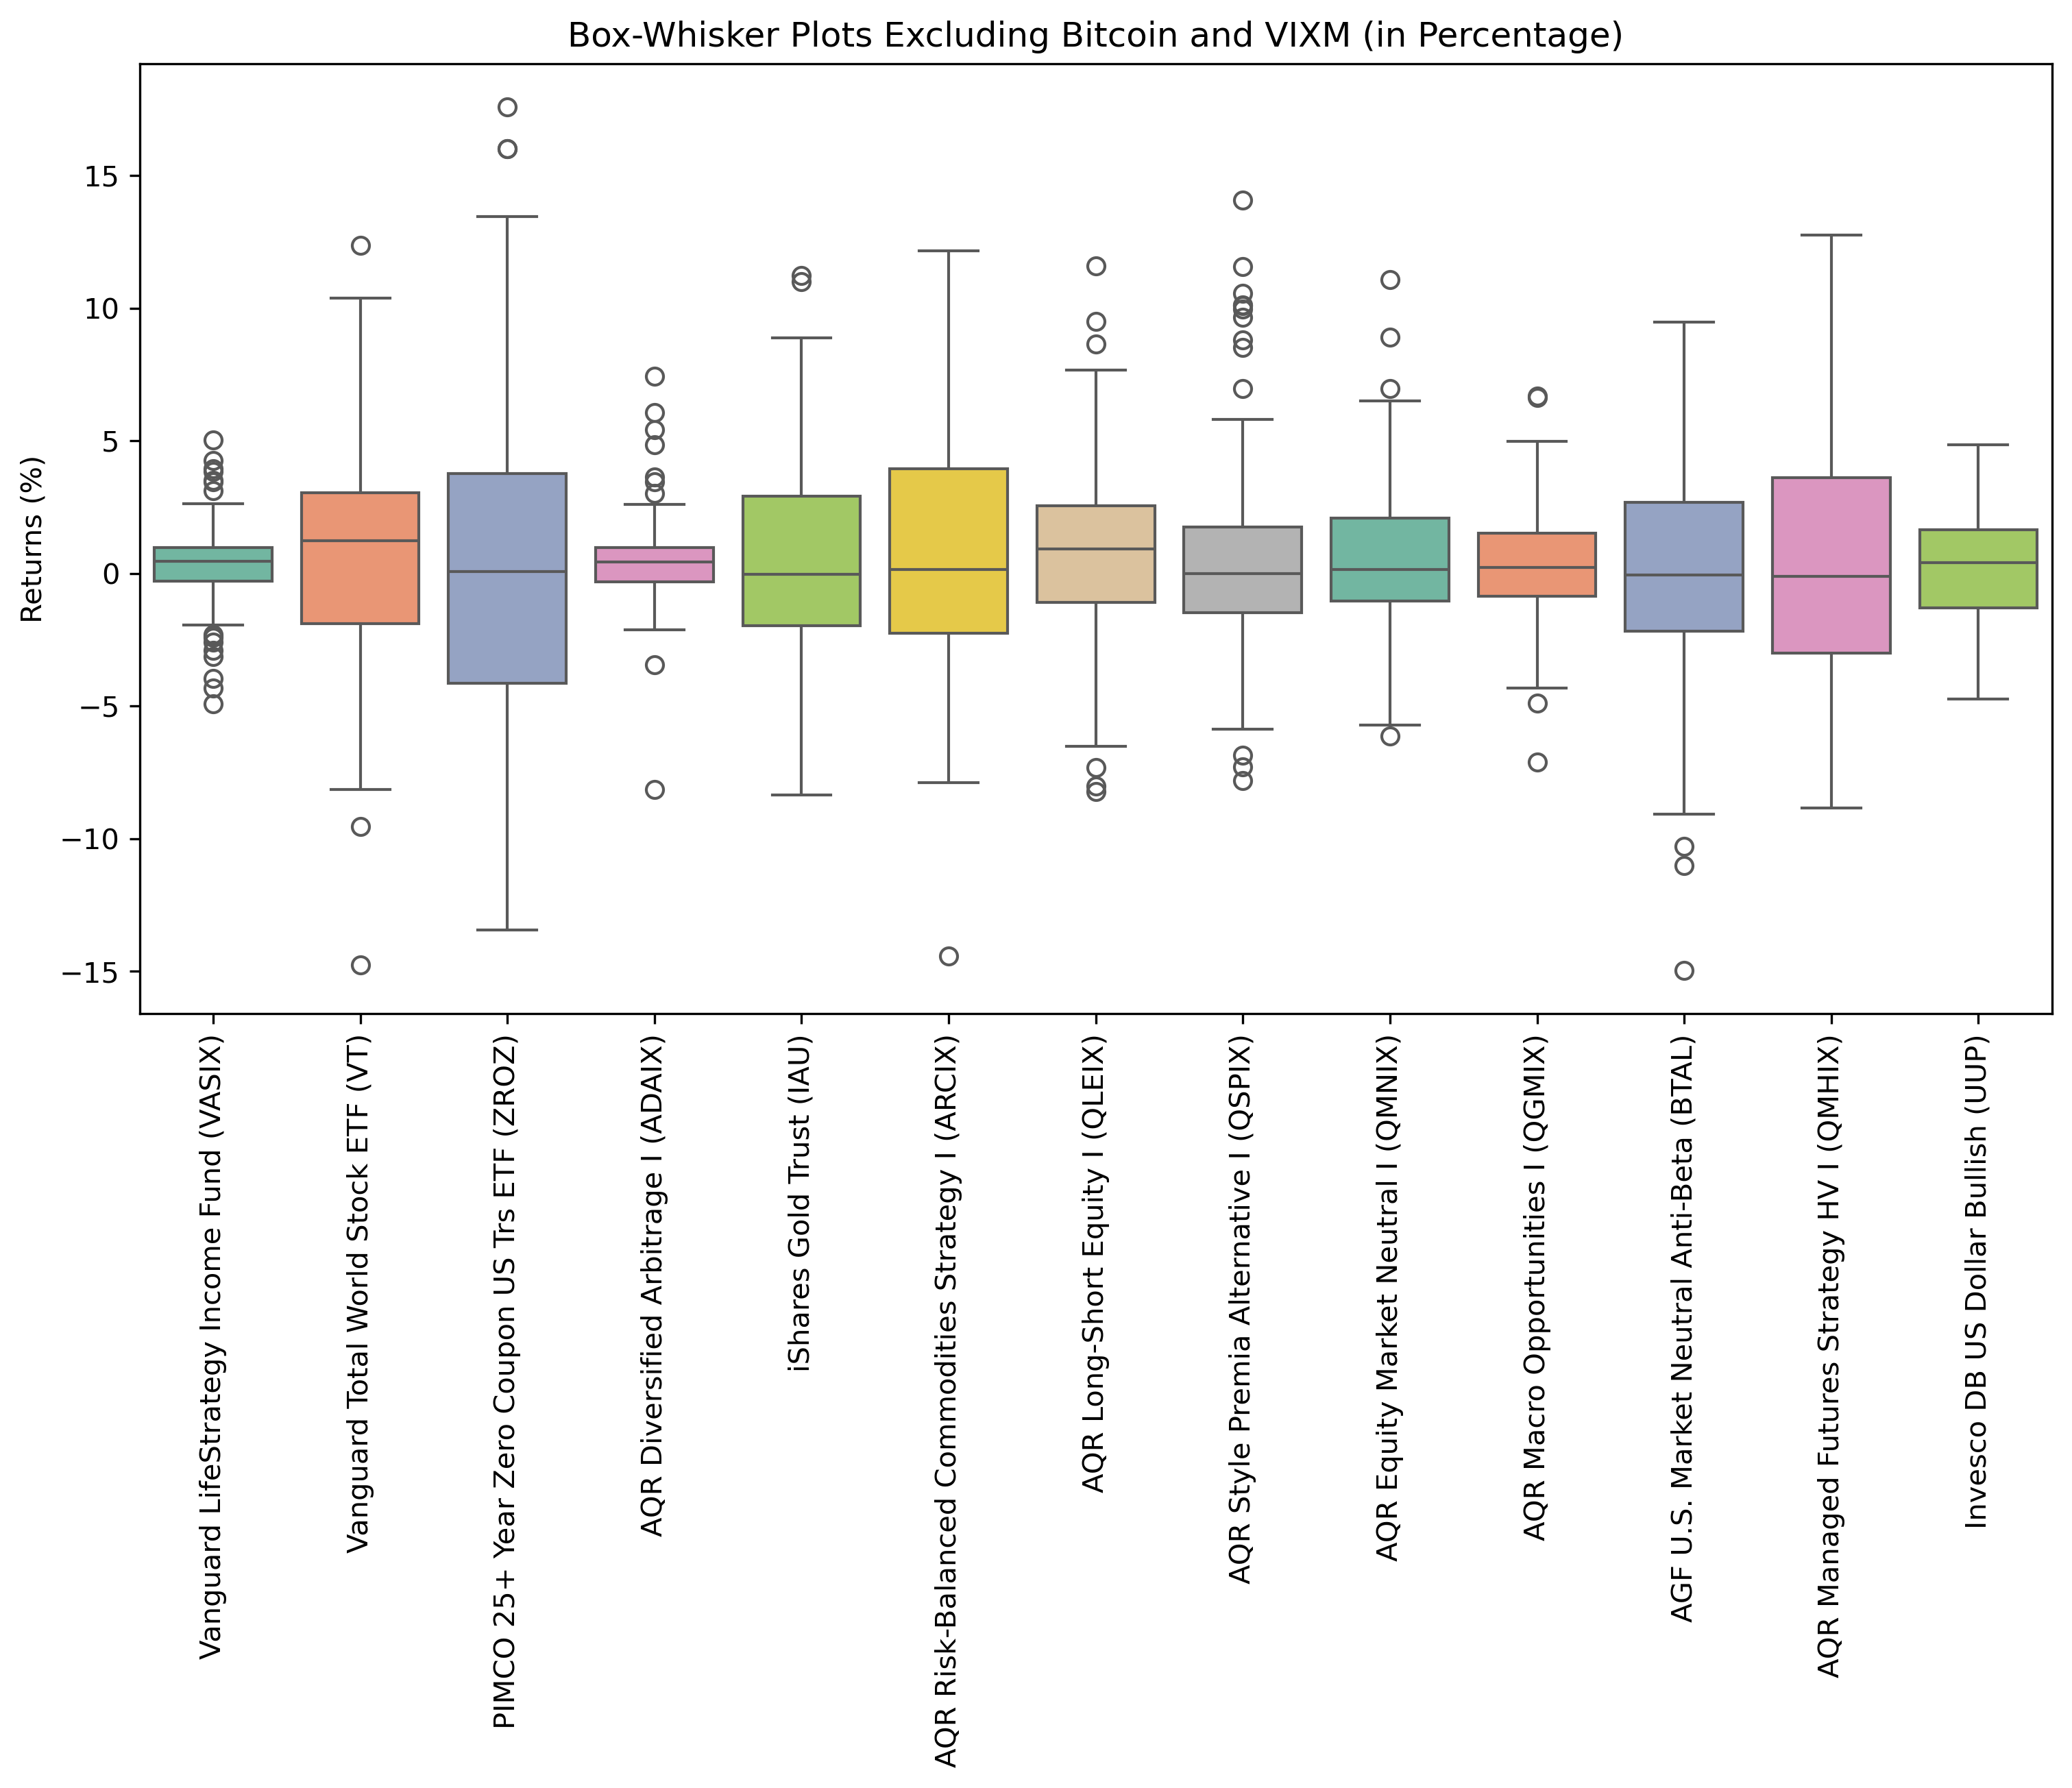 Box-Whisker Plots Excluding Bitcoin and VIXM (in Percentage)
Returns (%)
15
10
5
0
−5
−10
−15
Vanguard LifeStrategy Income Fund (VASIX)
Vanguard Total World Stock ETF (VT)
PIMCO 25+ Year Zero Coupon US Trs ETF (ZROZ)
AQR Diversified Arbitrage I (ADAIX)
iShares Gold Trust (IAU)
AQR Risk-Balanced Commodities Strategy I (ARCIX)
AQR Long-Short Equity I (QLEIX)
AQR Style Premia Alternative I (QSPIX)
AQR Equity Market Neutral I (QMNIX)
AQR Macro Opportunities I (QGMIX)
AGF U.S. Market Neutral Anti-Beta (BTAL)
AQR Managed Futures Strategy HV I (QMHIX)
Invesco DB US Dollar Bullish (UUP)